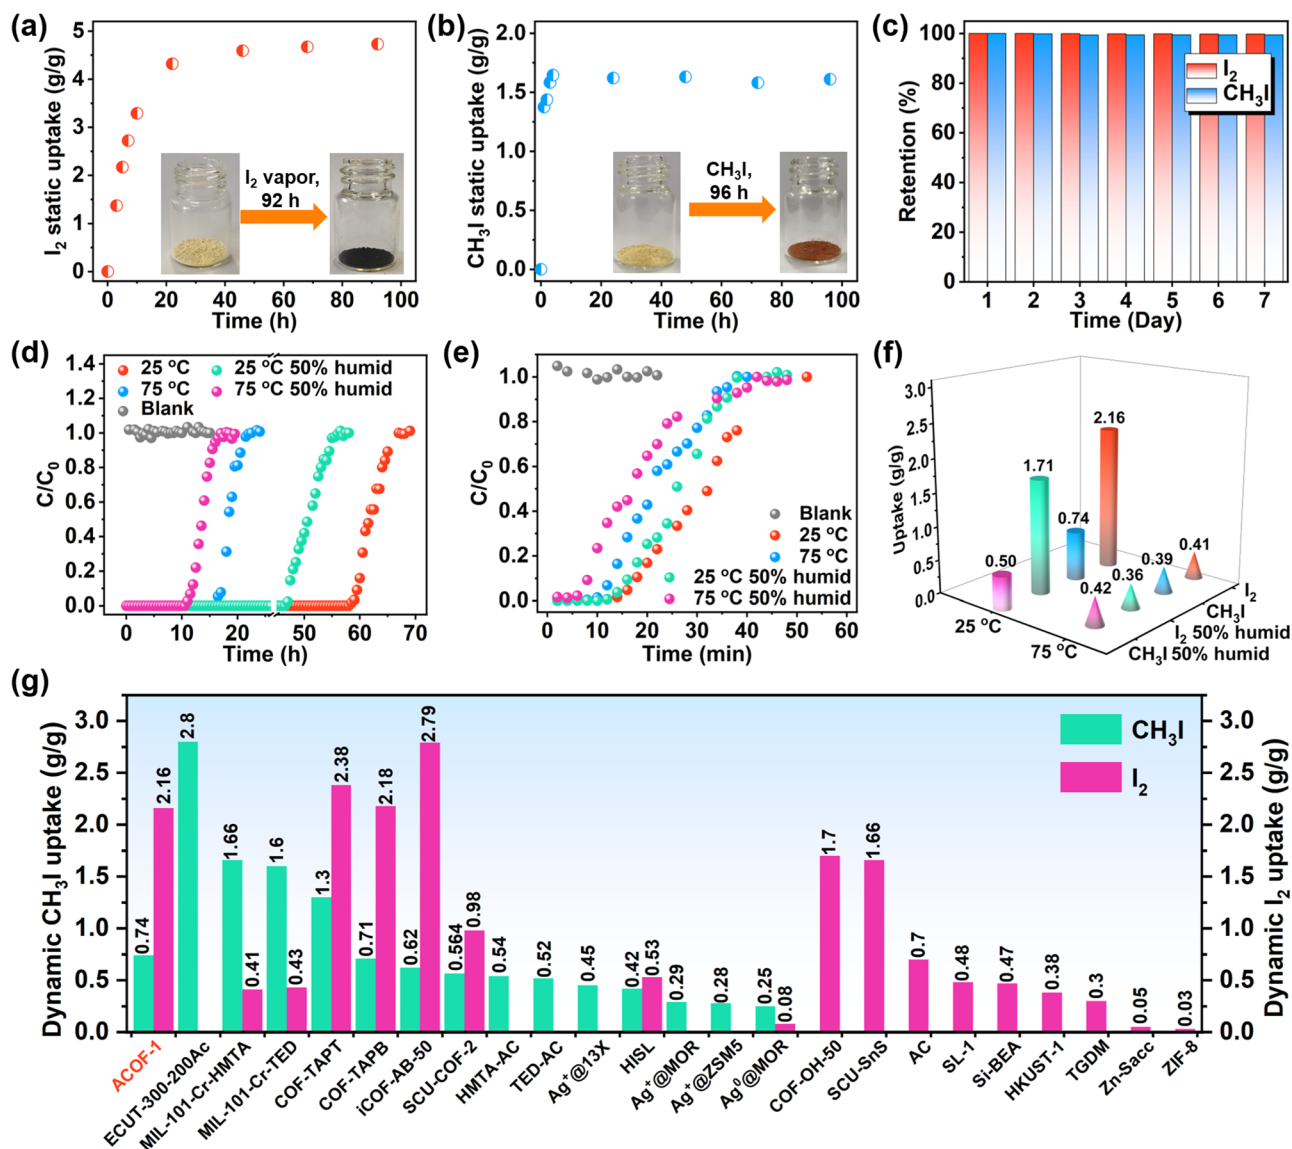 (a)
I2 static uptake (g/g)
5
4
3
2
1
0
I2 vapor,
92 h
0 20 40 60 80 100
Time (h)
(b)
CH3I static uptake (g/g)
2.0
1.5
1.0
0.5
0.0
CH3I,
96 h
0 20 40 60 80 100
Time (h)
(c)
Retention (%)
100
80
60
40
20
0
I2
CH3I
1 2 3 4 5 6 7
Time (Day)
(d)
C/C0
1.4
1.2
1.0
0.8
0.6
0.4
0.2
0.0
25 °C 25 °C 50% humid
75 °C 75 °C 50% humid
Blank
0 10 20 50 60 70
Time (h)
(e)
C/C0
1.0
0.8
0.6
0.4
0.2
0.0
Blank
25 °C
75 °C
25 °C 50% humid
75 °C 50% humid
0 10 20 30 40 50 60
Time (min)
(f)
Uptake (g/g)
3.0
2.5
2.0
1.5
1.0
0.5
0.0
2.16
1.71
0.74
0.50
0.41
0.39
0.36
0.42
25 °C
75 °C
I2
CH3I
I2 50% humid
CH3I 50% humid
(g)
Dynamic CH3I uptake (g/g)
3.0
2.5
2.0
1.5
1.0
0.5
0.0
CH3I
I2
0.74 2.16 2.8 1.66 0.41 1.6 0.43 1.3 2.38 0.71 2.18 0.62 2.79 0.564 0.98 0.54 0.52 0.45 0.42 0.53 0.29 0.28 0.25 0.08 1.7 1.66 0.7 0.48 0.47 0.38 0.3 0.05 0.03
Dynamic I2 uptake (g/g)
3.0
2.5
2.0
1.5
1.0
0.5
0.0
ACOF-1
ECUT-300-200Ac
MIL-101-Cr-HMTA
MIL-101-Cr-TED
COF-TAPT
COF-TAPB
iCOF-AB-50
SCU-COF-2
HMTA-AC
TED-AC
Ag+@13X
HISL
Ag+@MOR
Ag+@ZSM5
Ag0@MOR
COF-OH-50
SCU-SnS
AC
SL-1
Si-BEA
HKUST-1
TGDM
Zn-Sacc
ZIF-8